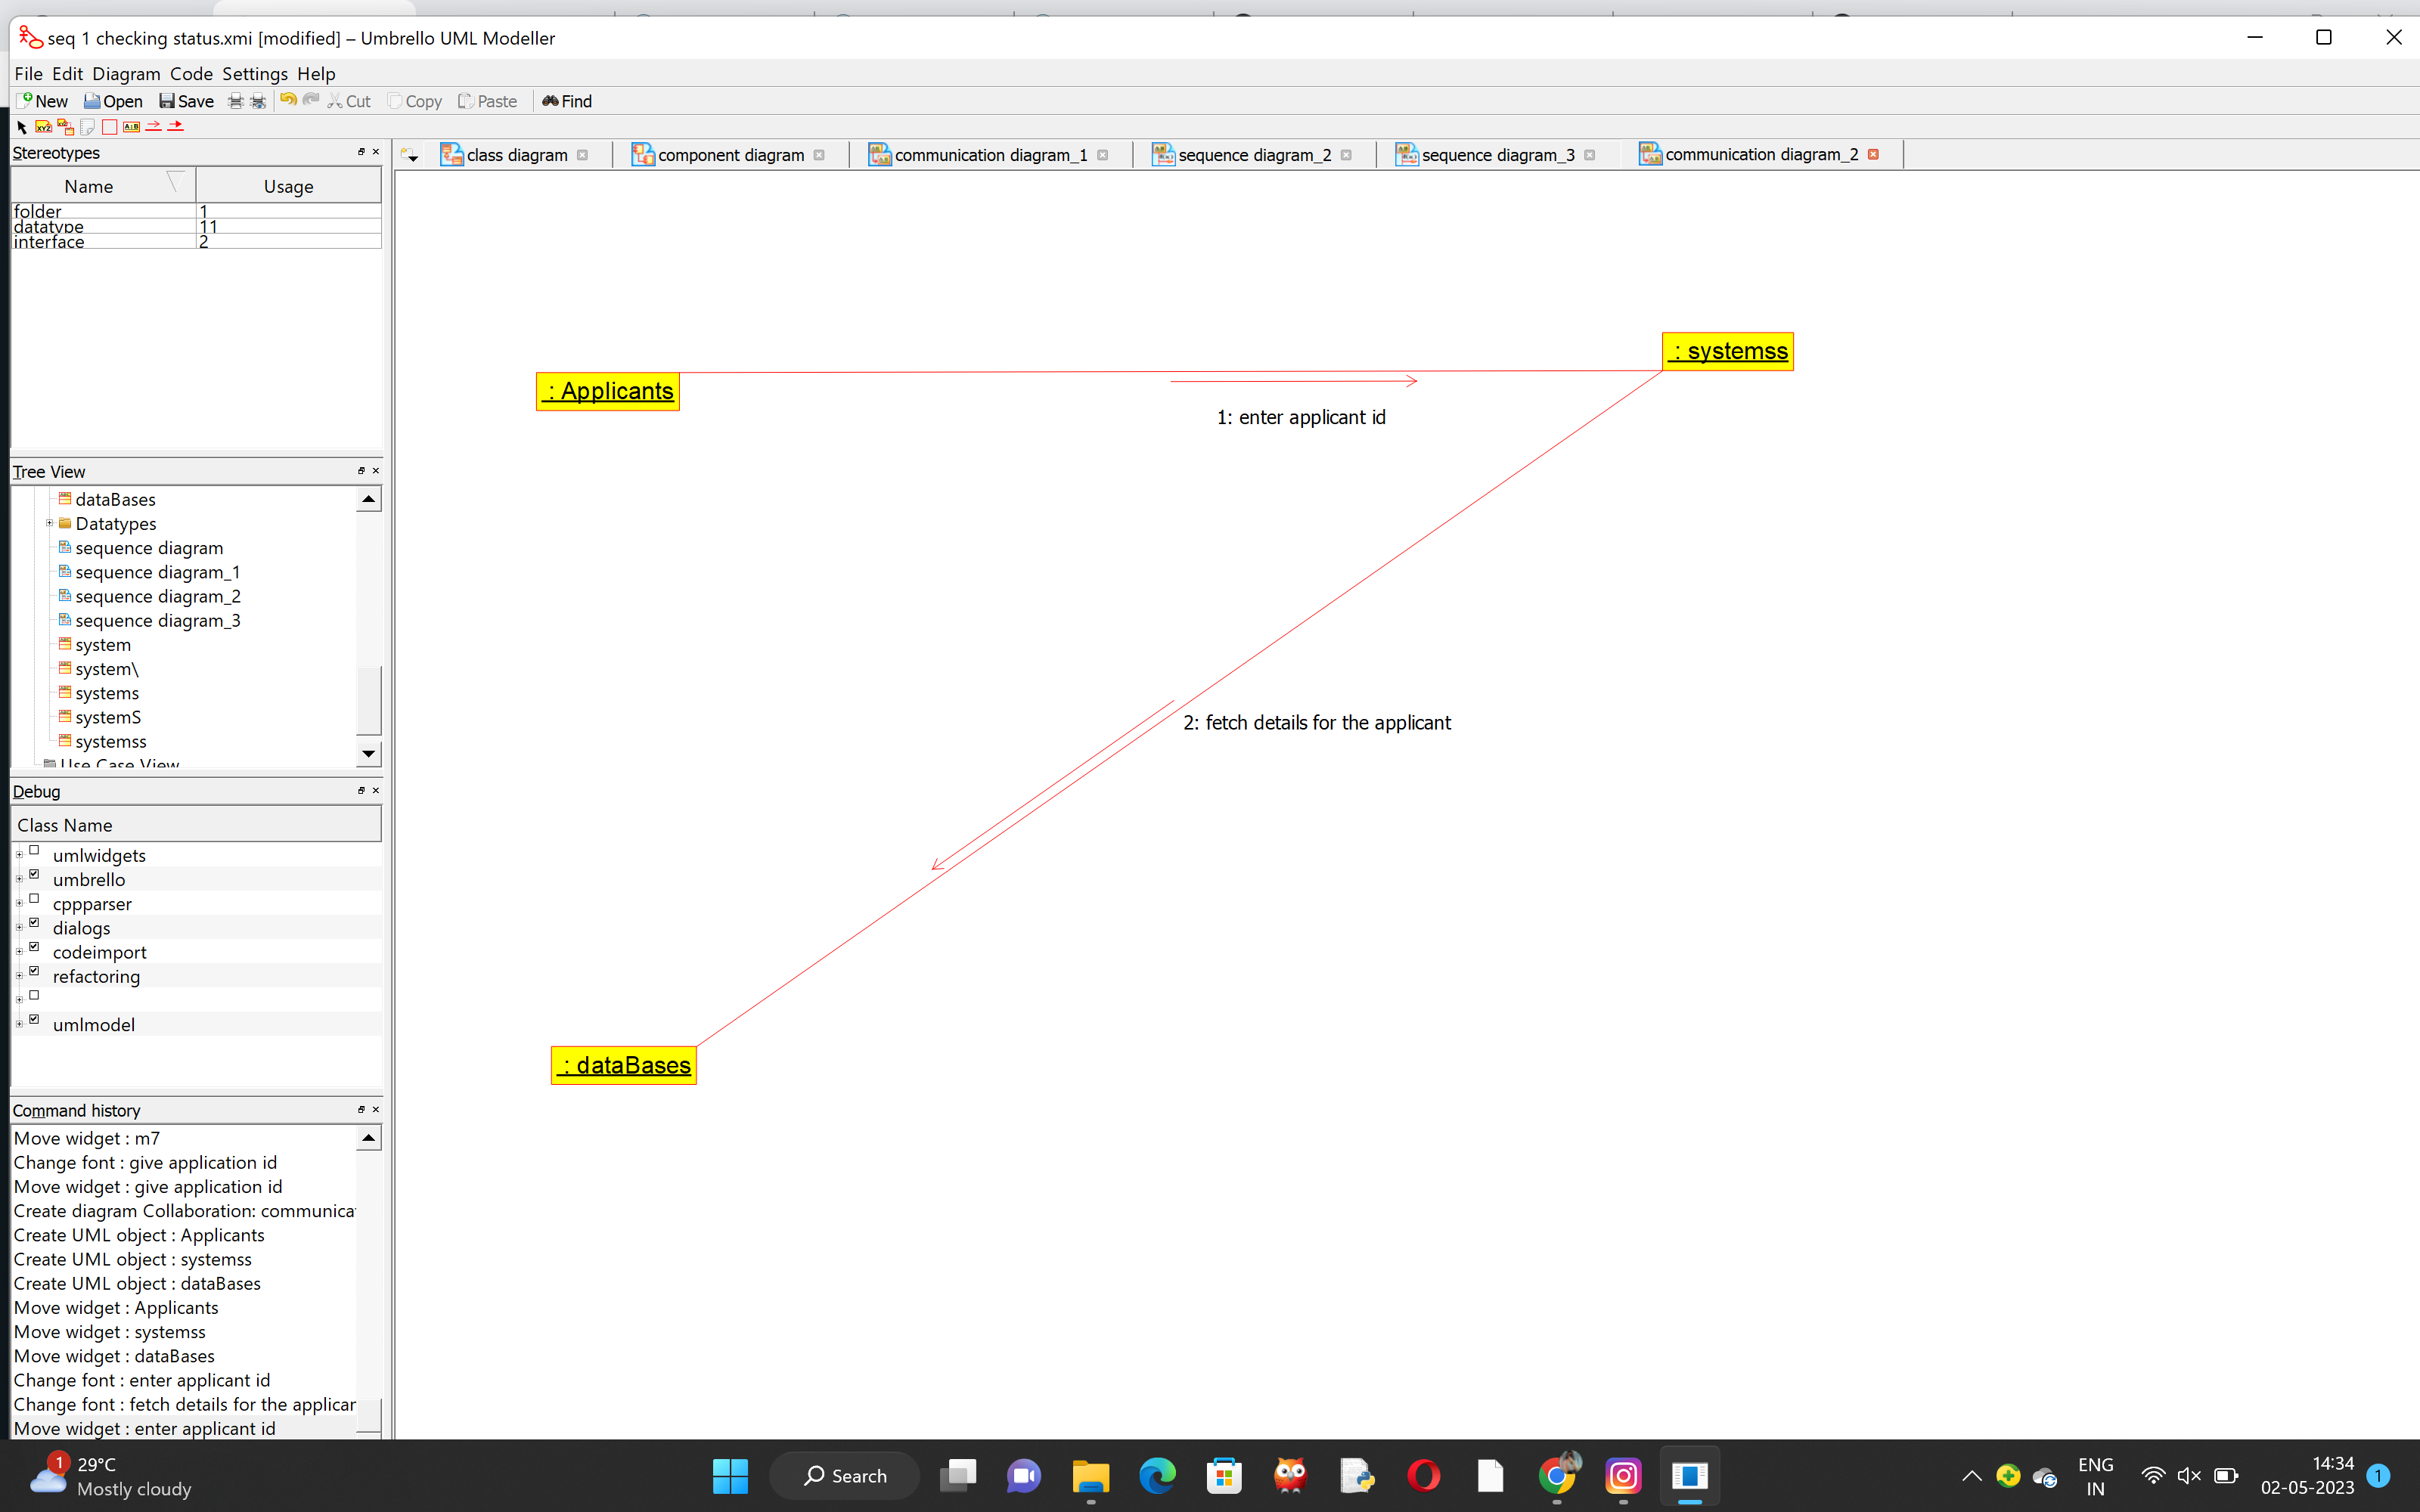 seq 1 checking status.xmi [modified] – Umbrello UML Modeller
File Edit Diagram Code Settings Help
New Open Save Cut Copy Paste Find
Stereotypes
Name Usage
folder 1
datatype 11
interface 2
class diagram component diagram communication diagram_1 sequence diagram_2 sequence diagram_3 communication diagram_2
: systemss
: Applicants
1: enter applicant id
2: fetch details for the applicant
: dataBases
Tree View
dataBases
Datatypes
sequence diagram
sequence diagram_1
sequence diagram_2
sequence diagram_3
system
system\
systems
systemS
systemss
Use Case View
Debug
Class Name
umlwidgets
umbrello
cppparser
dialogs
codeimport
refactoring
umlmodel
Command history
Move widget : m7
Change font : give application id
Move widget : give application id
Create diagram Collaboration: communica
Create UML object : Applicants
Create UML object : systemss
Create UML object : dataBases
Move widget : Applicants
Move widget : systemss
Move widget : dataBases
Change font : enter applicant id
Change font : fetch details for the applicar
Move widget : enter applicant id
1
29°C
Mostly cloudy
Search
ENG
IN
14:34
02-05-2023
1